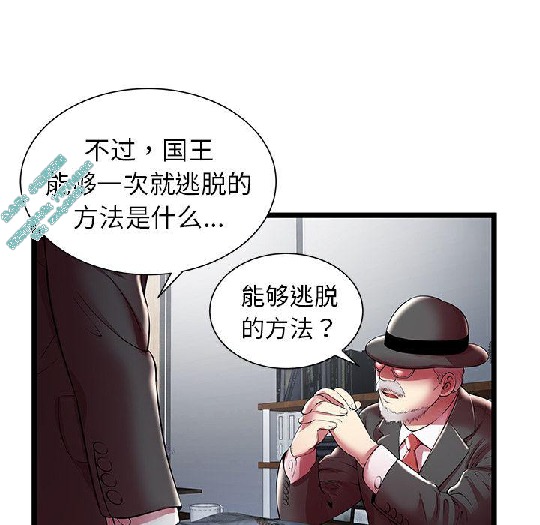 不过，国王
能够一次就逃脱的
方法是什么...
能够逃脱
的方法？